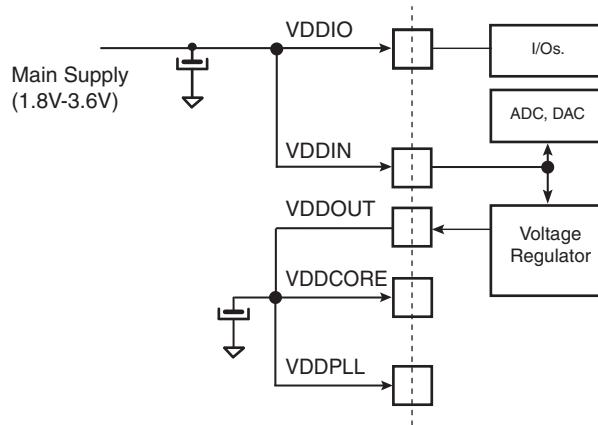 VDDIO
I/Os.
Main Supply
(1.8V-3.6V)
ADC, DAC
VDDIN
VDDOUT
Voltage
Regulator
VDDCORE
VDDPLL